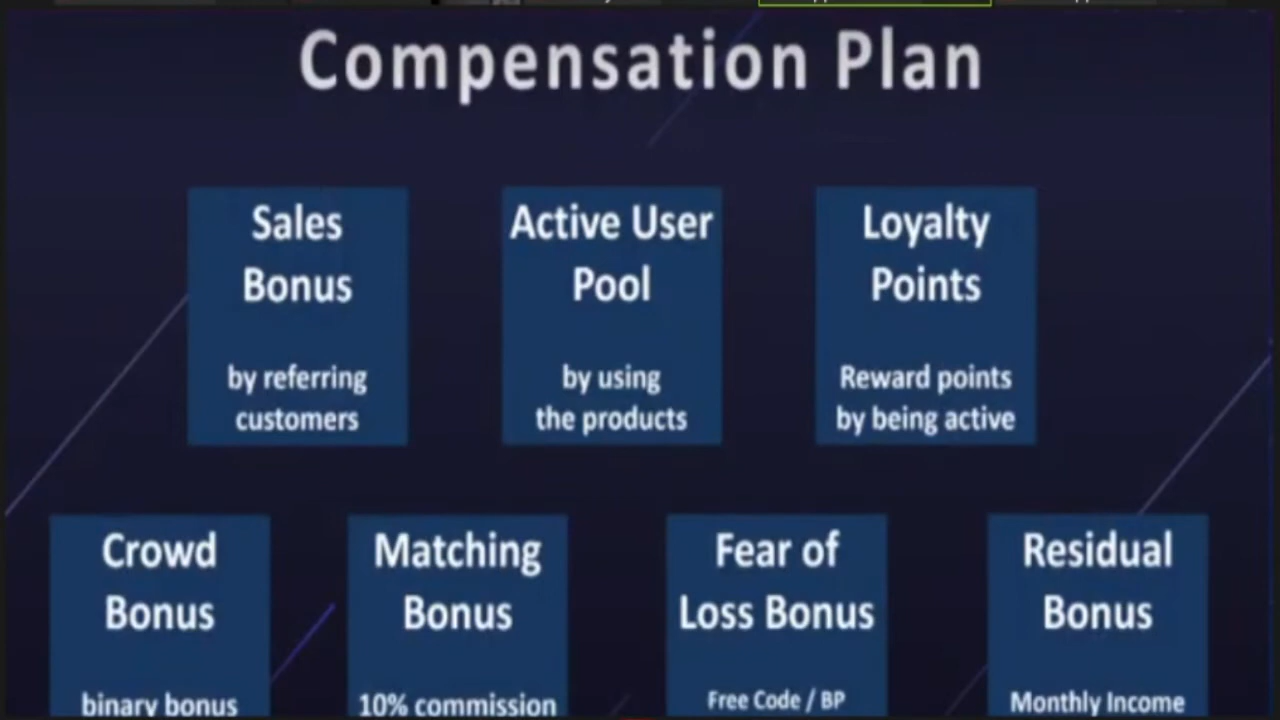 Compensation Plan
Sales
Bonus
by referring
customers
Active User
Pool
by using
the products
Loyalty
Points
Reward points
by being active
Crowd
Bonus
binary bonus
Matching
Bonus
10% commission
Fear of
Loss Bonus
Free Code / BP
Residual
Bonus
Monthly Income